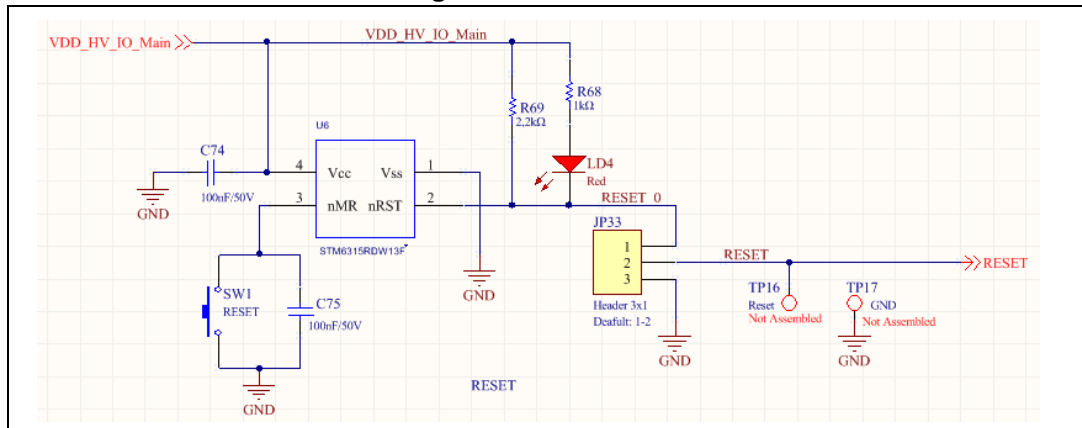 VDD_HV_IO_Main
VDD_HV_IO_Main
R68
1kΩ
R69
2,2kΩ
U6
C74
100nF/50V
GND
4
Vcc
Vss
1
3
nMR
nRST
2
STM6315RDW13F
LD4
Red
RESET_0
JP33
1
2
3
Header 3x1
Deafult: 1-2
RESET
RESET
TP16
Reset
Not Assembled
TP17
GND
Not Assembled
GND
GND
GND
SW1
RESET
C75
100nF/50V
GND
RESET